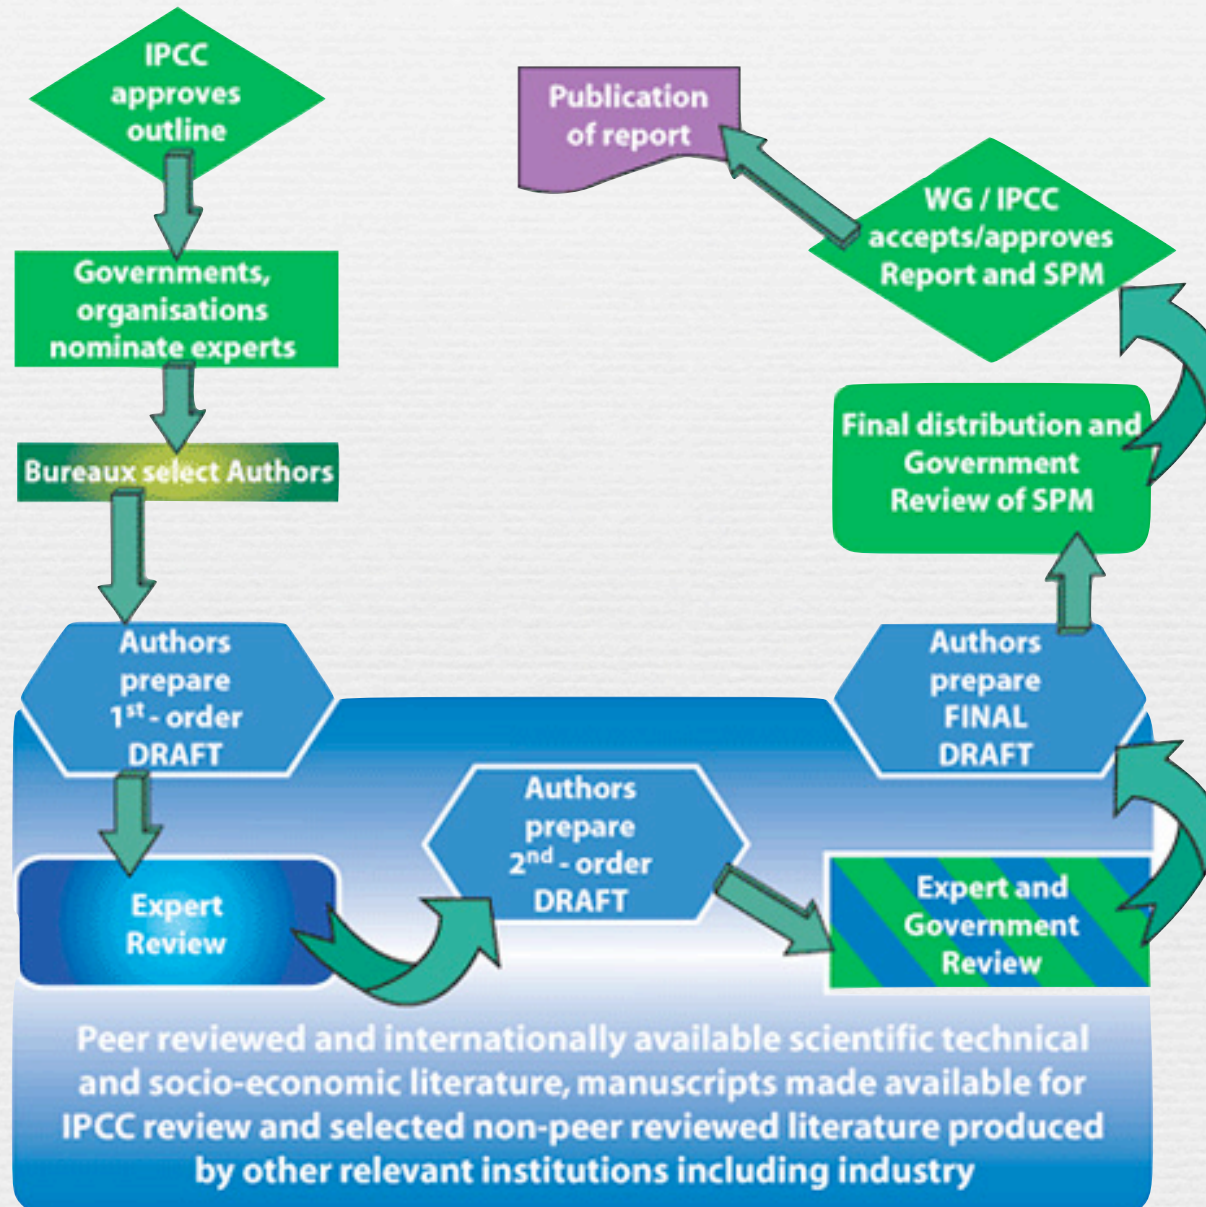 IPCC
approves
outline
Governments,
organisations
nominate experts
Bureaux select Authors
Authors
prepare
1st - order
DRAFT
Expert
Review
Authors
prepare
2nd - order
DRAFT
Expert and
Government
Review
Authors
prepare
FINAL
DRAFT
Final distribution and
Government
Review of SPM
WG / IPCC
accepts/approves
Report and SPM
Publication
of report
Peer reviewed and internationally available scientific technical
and socio-economic literature, manuscripts made available for
IPCC review and selected non-peer reviewed literature produced
by other relevant institutions including industry